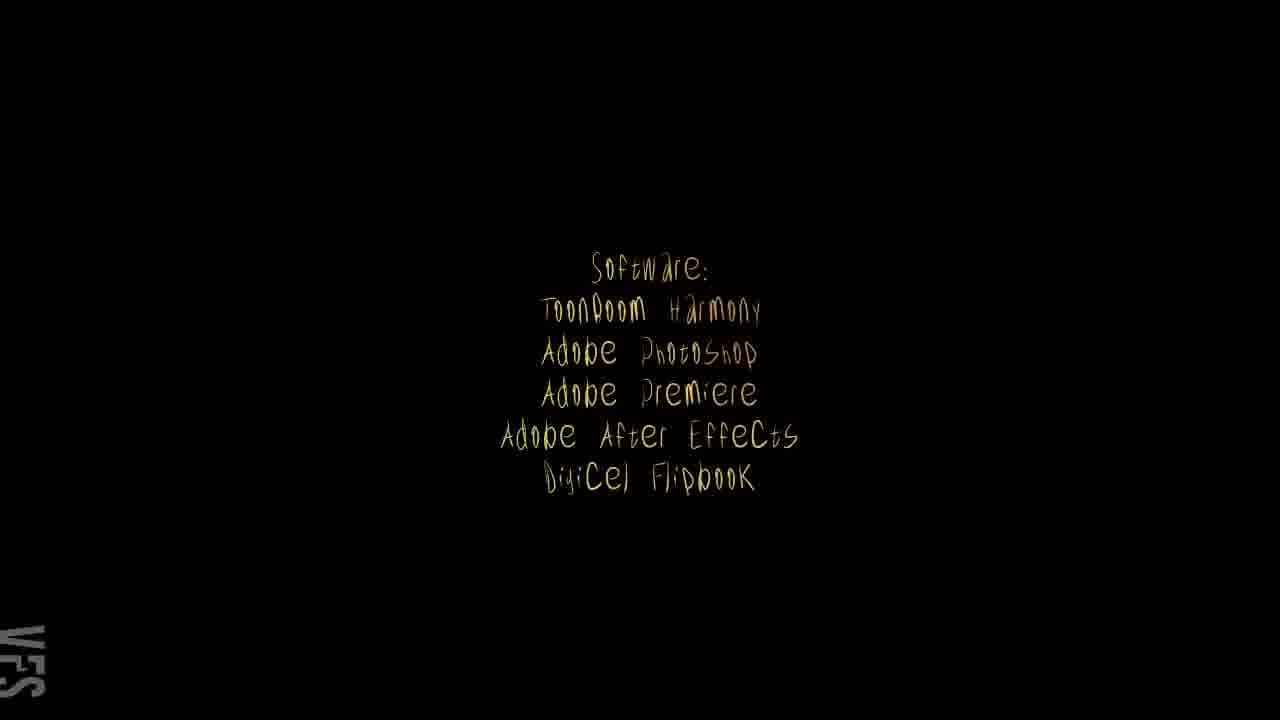 Software:
ToonBoom Harmony
Adobe Photoshop
Adobe Premiere
Adobe After Effects
DigiCel Flipbook
VFS